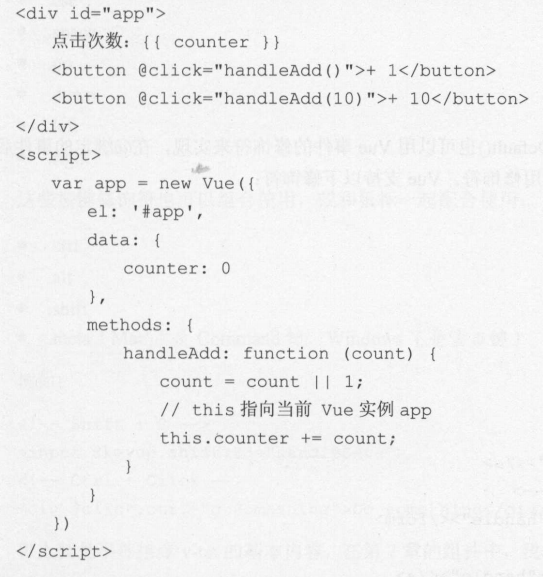 <div id="app">
点击次数: {{ counter }}
<button @click="handleAdd()">+ 1</button>
<button @click="handleAdd(10)">+ 10</button>
</div>
<script>
var app = new Vue({
el: '#app',
data: {
counter: 0
},
methods: {
handleAdd: function (count) {
count = count || 1;
// this 指向当前 Vue 实例 app
this.counter += count;
}
}
})
</script>